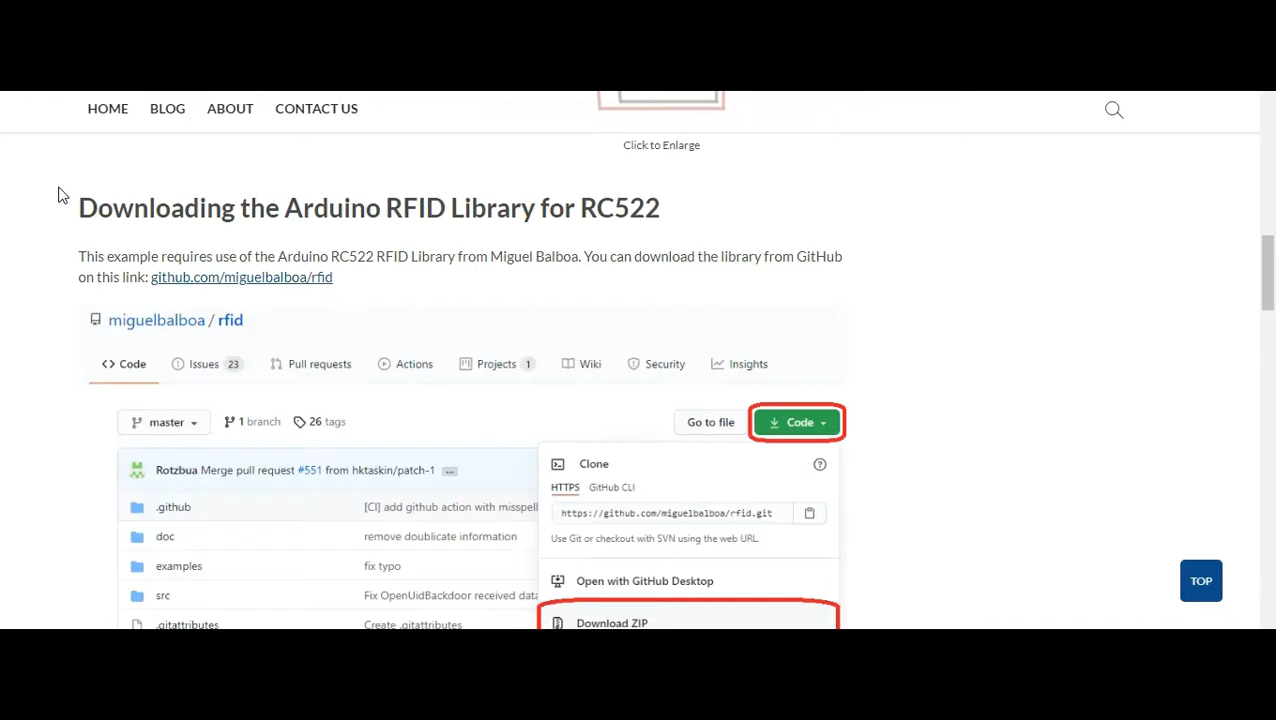 HOME BLOG ABOUT CONTACT US
Click to Enlarge
Downloading the Arduino RFID Library for RC522
This example requires use of the Arduino RC522 RFID Library from Miguel Balboa. You can download the library from GitHub
on this link: github.com/miguelbalboa/rfid
miguelbalboa / rfid
Code Issues 23 Pull requests Actions Projects 1 Wiki Security Insights
master 1 branch 26 tags Go to file Code
Rotzbua Merge pull request #551 from hktaskin/patch-1 ...
Clone
HTTPS GitHub CLI
.github [CI] add github action with misspell
https://github.com/miguelbalboa/rfid.git
doc remove doublicate information
Use Git or checkout with SVN using the web URL.
examples fix typo
Open with GitHub Desktop
TOP
src Fix OpenUidBackdoor received data
.gitattributes Create .gitattributes
Download ZIP